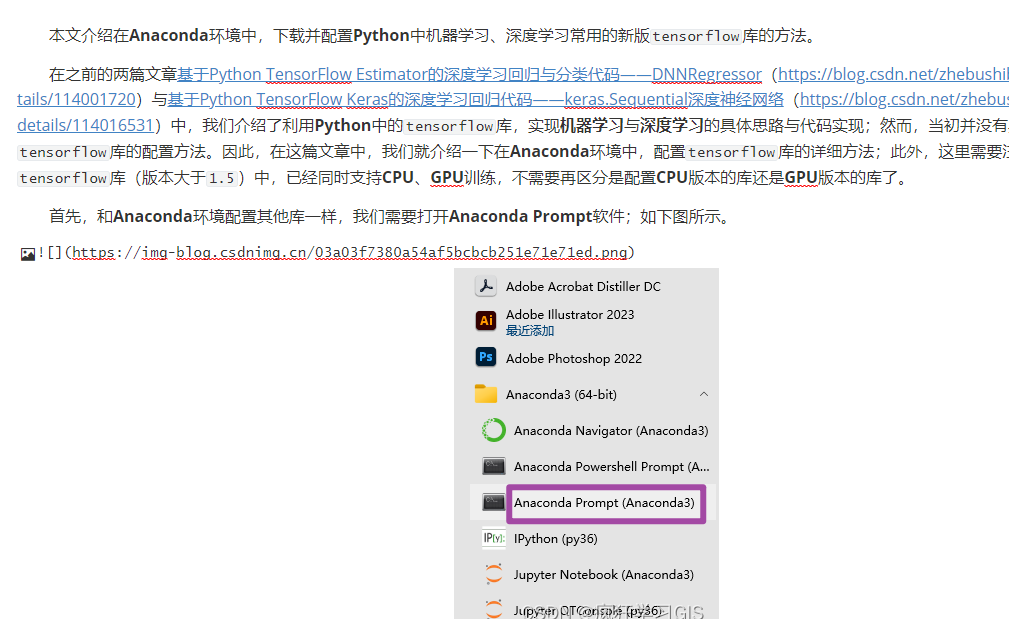 本文介绍在Anaconda环境中，下载并配置Python中机器学习、深度学习常用的新版tensorflow库的方法。
在之前的两篇文章基于Python TensorFlow Estimator的深度学习回归与分类代码——DNNRegressor（https://blog.csdn.net/zhebushil
tails/114001720）与基于Python TensorFlow Keras的深度学习回归代码——keras.Sequential深度神经网络（https://blog.csdn.net/zhebus
details/114016531）中，我们介绍了利用Python中的tensorflow库，实现机器学习与深度学习的具体思路与代码实现；然而，当初并没有
tensorflow库的配置方法。因此，在这篇文章中，我们就介绍一下在Anaconda环境中，配置tensorflow库的详细方法；此外，这里需要
tensorflow库（版本大于1.5）中，已经同时支持CPU、GPU训练，不需要再区分是配置CPU版本的库还是GPU版本的库了。
首先，和Anaconda环境配置其他库一样，我们需要打开Anaconda Prompt软件；如下图所示。
![](https://img-blog.csdnimg.cn/03a03f7380a54af5bcbcb251e71e71ed.png)
Adobe Acrobat Distiller DC
Adobe Illustrator 2023
最近添加
Adobe Photoshop 2022
Anaconda3 (64-bit)
Anaconda Navigator (Anaconda3)
Anaconda Powershell Prompt (A...
Anaconda Prompt (Anaconda3)
IPython (py36)
Jupyter Notebook (Anaconda3)
Jupyter QTConsole (py36)
CSDN @疯狂学习GIS